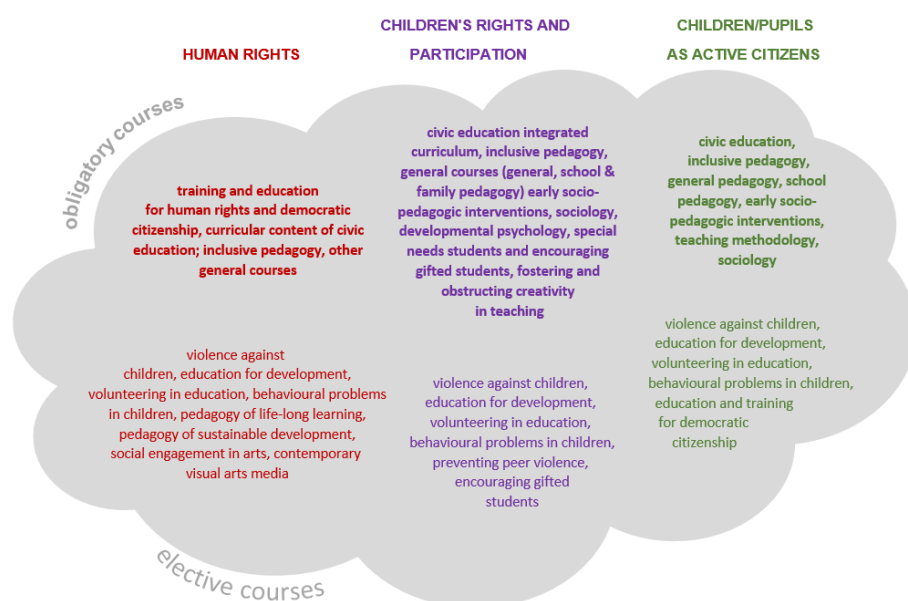 HUMAN RIGHTS
CHILDREN'S RIGHTS AND
PARTICIPATION
CHILDREN/PUPILS
AS ACTIVE CITIZENS
obligatory courses
training and education
for human rights and democratic
citizenship, curricular content of civic
education; inclusive pedagogy, other
general courses
civic education integrated
curriculum, inclusive pedagogy,
general courses (general, school &
family pedagogy) early socio-
pedagogic interventions, sociology,
developmental psychology, special
needs students and encouraging
gifted students, fostering and
obstructing creativity
in teaching
civic education,
inclusive pedagogy,
general pedagogy, school
pedagogy, early socio-
pedagogic interventions,
teaching methodology,
sociology
violence against
children, education for development,
volunteering in education, behavioural problems
in children, pedagogy of life-long learning,
pedagogy of sustainable development,
social engagement in arts, contemporary
visual arts media
violence against children,
education for development,
volunteering in education,
behavioural problems in children,
preventing peer violence,
encouraging gifted
students
violence against children,
education for development,
volunteering in education,
behavioural problems in children,
education and training
for democratic
citizenship
elective courses